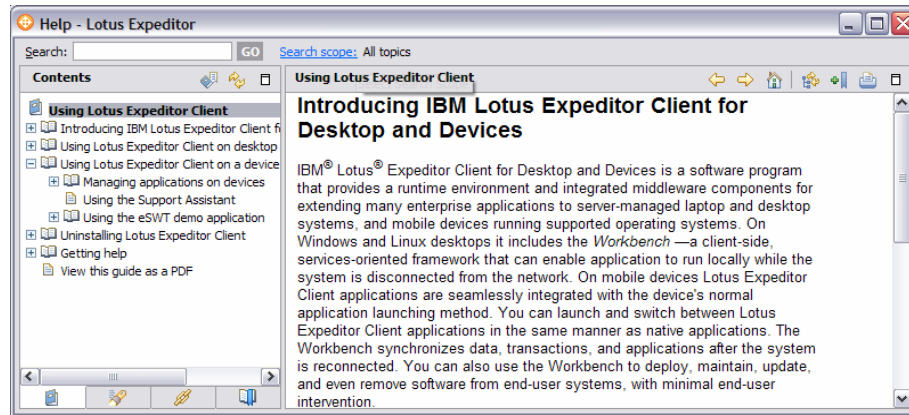 Help - Lotus Expeditor
Search: GO Search scope: All topics
Contents
Using Lotus Expeditor Client
Introducing IBM Lotus Expeditor Client f
Using Lotus Expeditor Client on desktop
Using Lotus Expeditor Client on a device
Managing applications on devices
Using the Support Assistant
Using the eSWT demo application
Uninstalling Lotus Expeditor Client
Getting help
View this guide as a PDF
Using Lotus Expeditor Client
Introducing IBM Lotus Expeditor Client for
Desktop and Devices
IBM® Lotus® Expeditor Client for Desktop and Devices is a software program
that provides a runtime environment and integrated middleware components for
extending many enterprise applications to server-managed laptop and desktop
systems, and mobile devices running supported operating systems. On
Windows and Linux desktops it includes the Workbench —a client-side,
services-oriented framework that can enable application to run locally while the
system is disconnected from the network. On mobile devices Lotus Expeditor
Client applications are seamlessly integrated with the device's normal
application launching method. You can launch and switch between Lotus
Expeditor Client applications in the same manner as native applications. The
Workbench synchronizes data, transactions, and applications after the system
is reconnected. You can also use the Workbench to deploy, maintain, update,
and even remove software from end-user systems, with minimal end-user
intervention.